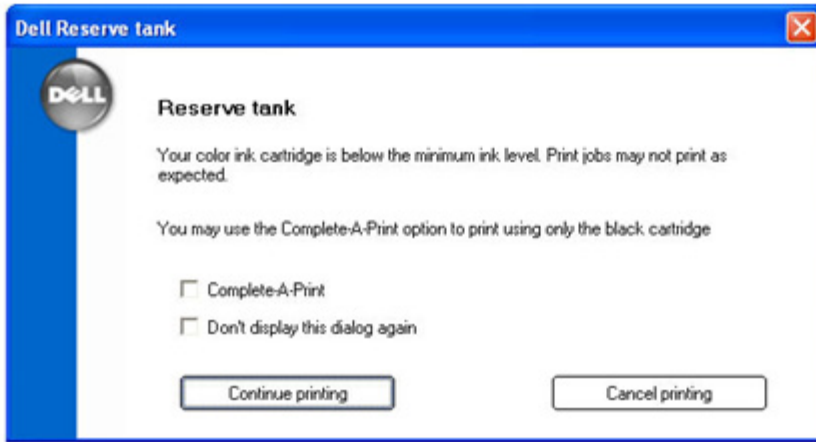 Dell Reserve tank
DELL
Reserve tank
Your color ink cartridge is below the minimum ink level. Print jobs may not print as
expected.
You may use the Complete-A-Print option to print using only the black cartridge
Complete-A-Print
Don't display this dialog again
Continue printing
Cancel printing